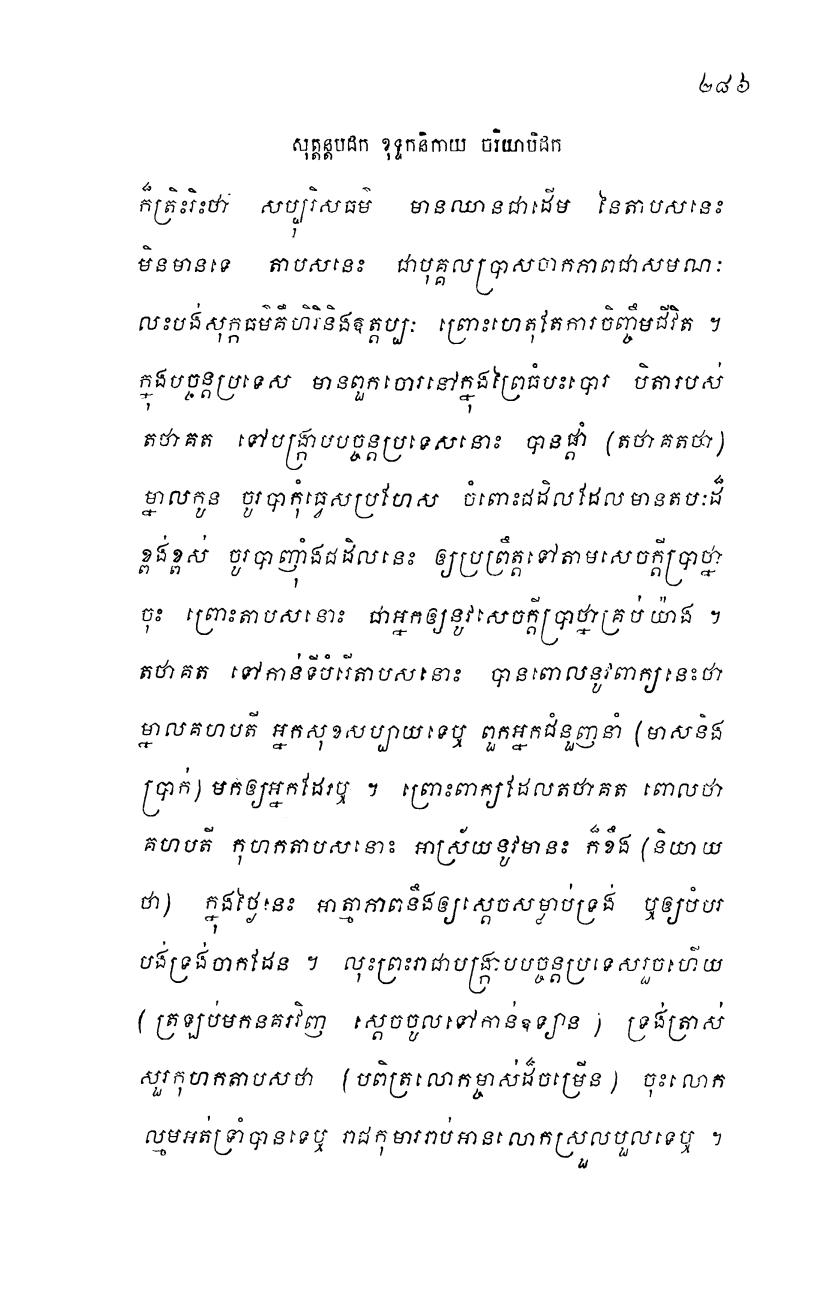 ២៨៦
សុត្តន្តបិដក ខុទ្ទកនិកាយ ចរិយាបិដក
ក៏ត្រិះរិះថា សប្បុរិសធម៌ មានឈានជាដើម នៃតាបសនេះ
មិនមានទេ តាបសនេះ ជាបុគ្គលប្រាសចាកភាពជាសមណៈ
លះបង់សុក្កធម៌គឺហិរិនិងឱត្តប្បៈ ព្រោះហេតុតែការចិញ្ចឹមជីវិត ។
ក្នុងបច្ចន្តប្រទេស មានពួកចោរនៅក្នុងព្រៃធំបះបោរ បិតារបស់
តថាគត ទៅបង្ក្រាបបច្ចន្តប្រទេសនោះ បានផ្តាំ (តថាគតថា)
ម្នាលកូន ចូរបាកុំធ្វេសប្រហែស ចំពោះជដិលដែលមានតបៈដ៏
ខ្ពង់ខ្ពស់ ចូរបាញ៉ាំងជដិលនេះ ឲ្យប្រព្រឹត្តទៅតាមសេចក្តីប្រាថ្នា
ចុះ ព្រោះតាបសនោះ ជាអ្នកឲ្យនូវសេចក្តីប្រាថ្នាគ្រប់យ៉ាង ។
តថាគត ទៅកាន់ទីបំរើតាបសនោះ បានពោលនូវពាក្យនេះថា
ម្នាលគហបតី អ្នកសុខសប្បាយទេឬ ពួកអ្នកជំនួញនាំ (មាសនិង
ប្រាក់) មកឲ្យអ្នកដែរឬ ។ ព្រោះពាក្យដែលតថាគត ពោលថា
គហបតី កុហកតាបសនោះ អាស្រ័យនូវមានះ ក៏ខឹង (និយាយ
ថា) ក្នុងថ្ងៃនេះ អាត្មាភាពនឹងឲ្យស្តេចសម្លាប់ទ្រង់ ឬឲ្យបំបរ
បង់ទ្រង់ចាកដែន ។ លុះព្រះរាជាបង្ក្រាបបច្ចន្តប្រទេសរួចហើយ
(ត្រឡប់មកនគរវិញ ស្តេចចូលទៅកាន់ឧទ្យាន) ទ្រង់ត្រាស់
សួរកុហកតាបសថា (បពិត្រលោកម្ចាស់ដ៏ចម្រើន) ចុះលោក
ល្មមអត់ទ្រាំបានទេឬ រាជកុមាររាប់អានលោកស្រួលបួលទេឬ ។